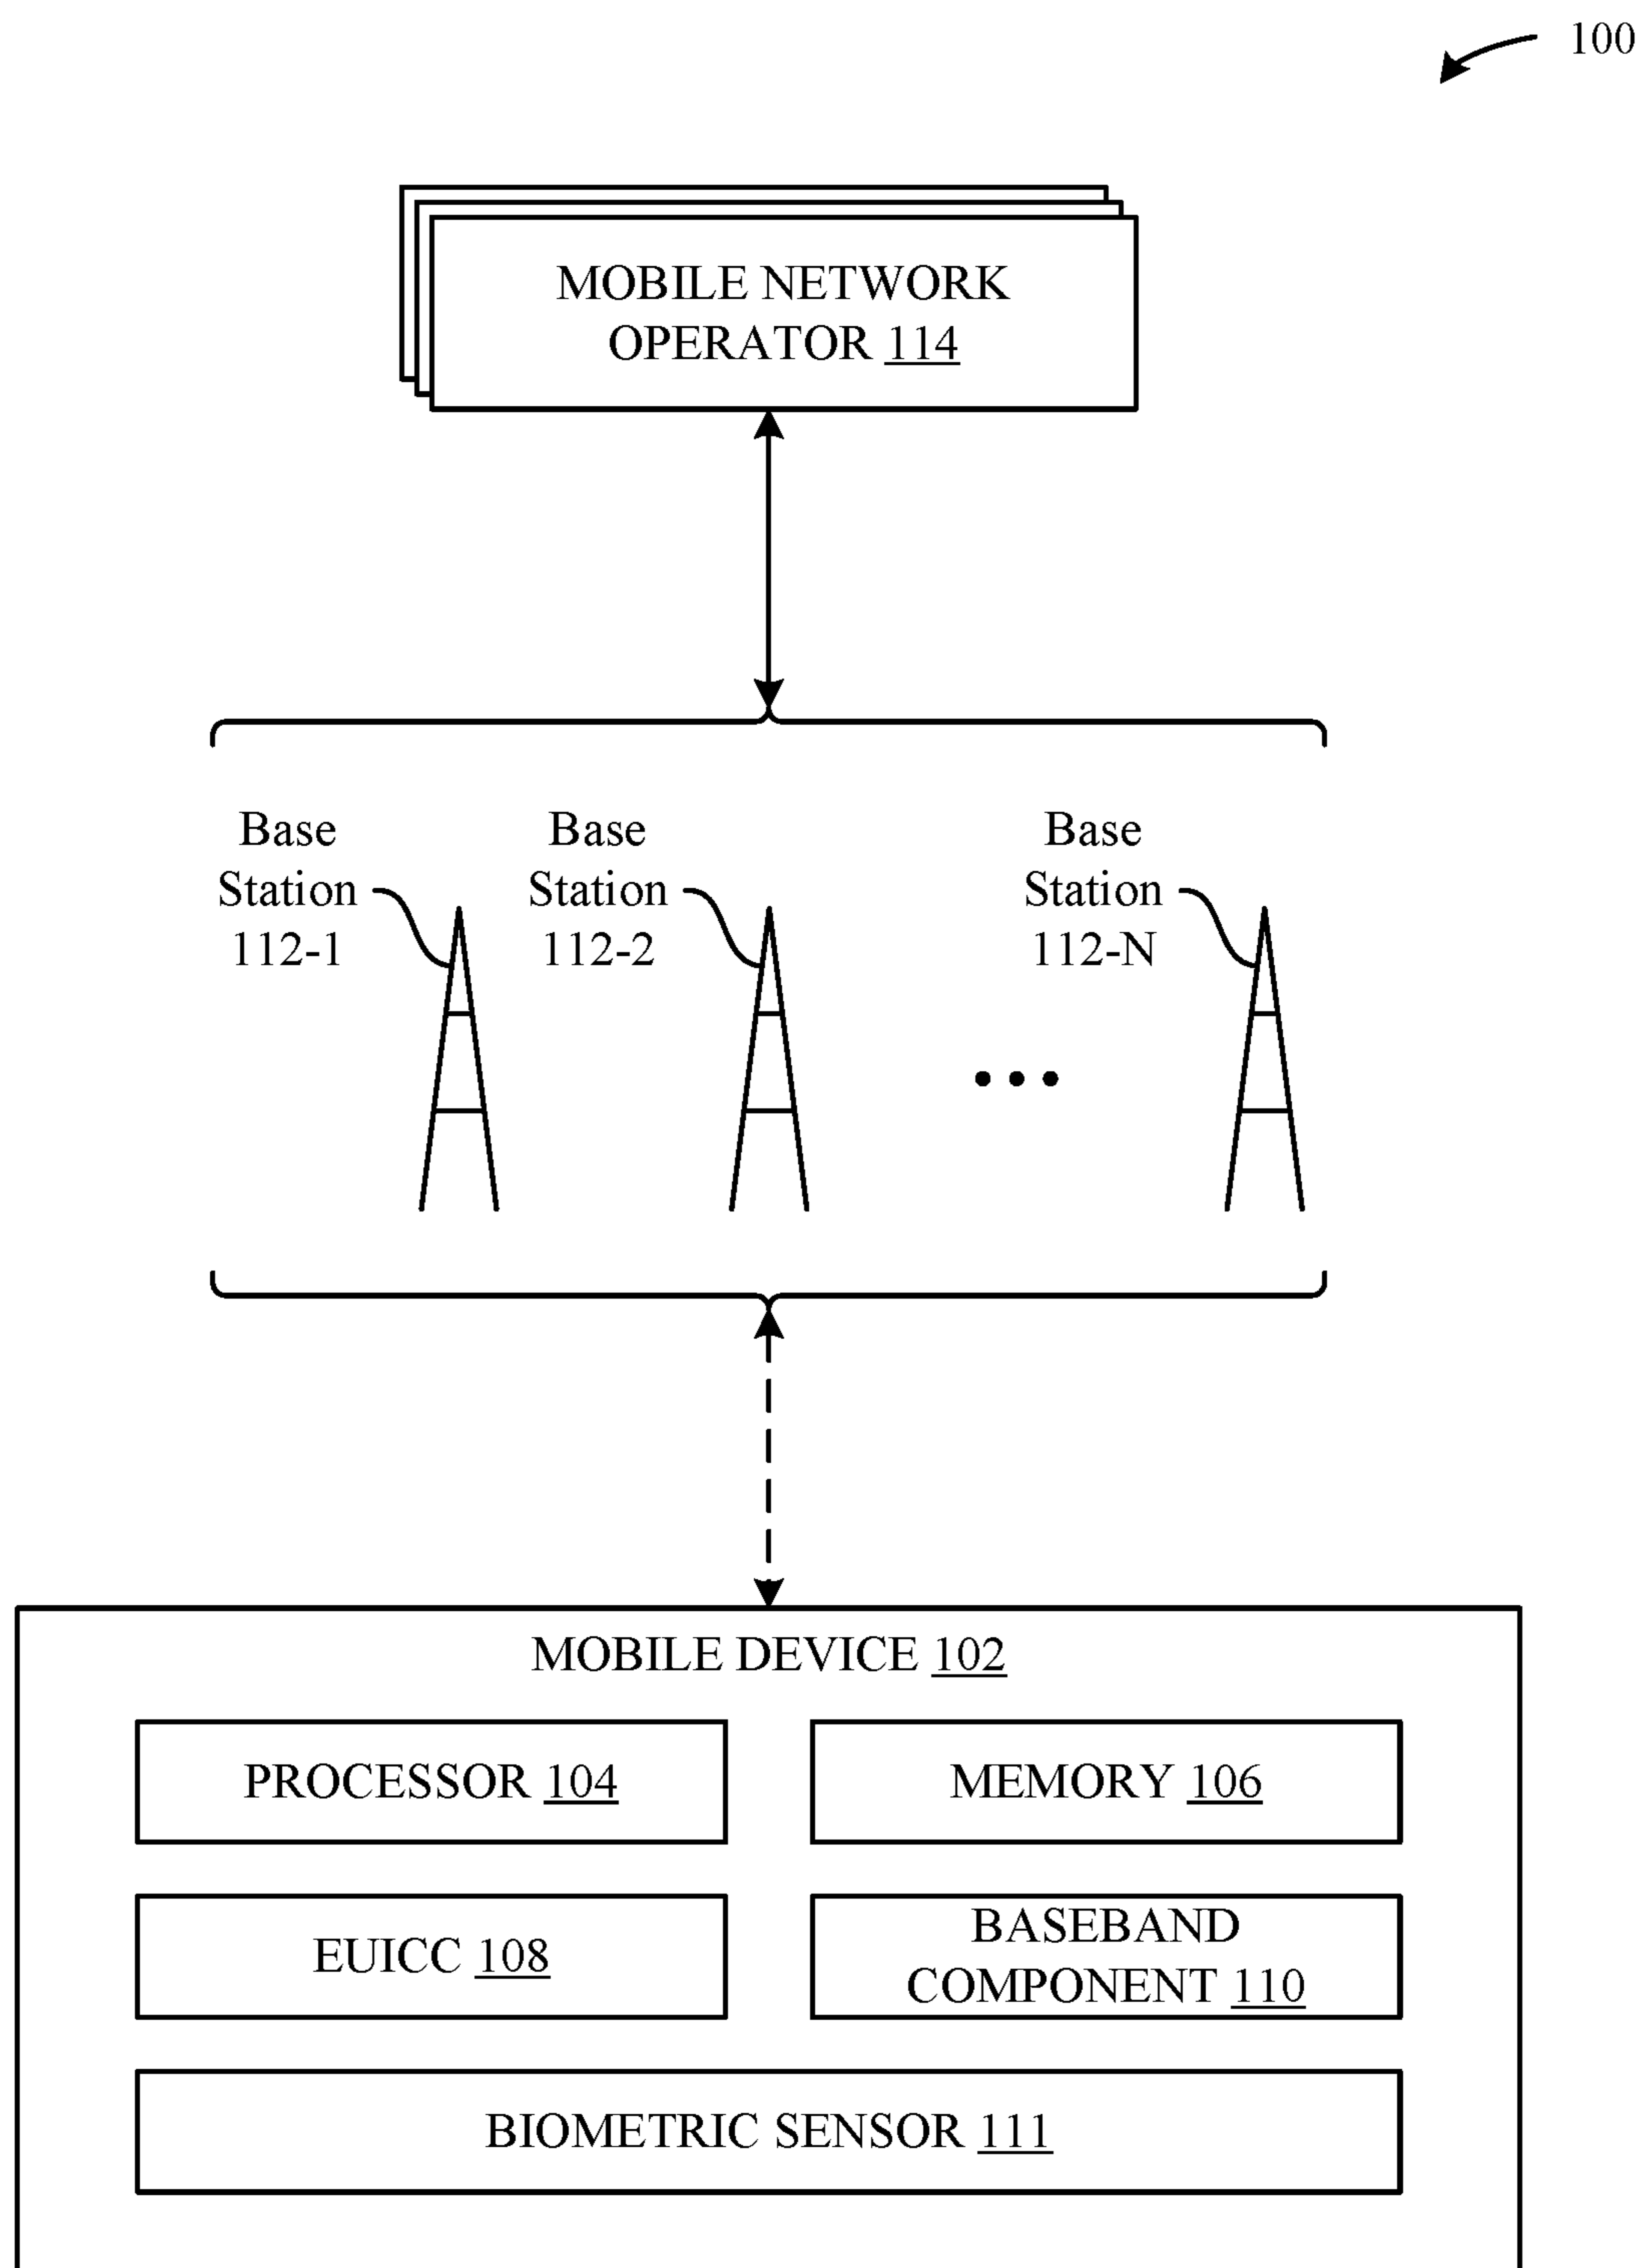 100
MOBILE NETWORK
OPERATOR 114
Base
Station
112-1
Base
Station
112-2
Base
Station
112-N
MOBILE DEVICE 102
PROCESSOR 104
MEMORY 106
EUICC 108
BASEBAND
COMPONENT 110
BIOMETRIC SENSOR 111